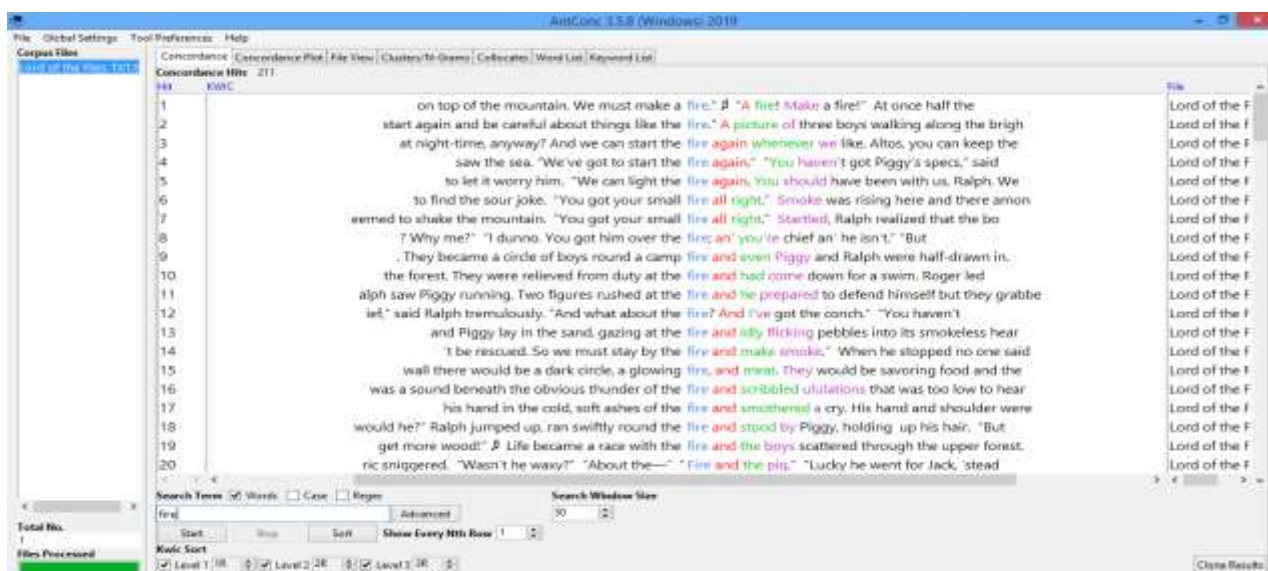 AntConc 3.5.8 (Windows) 2019
File Global Settings Tool Preferences Help
Corpus Files
Lord of the Flies.TXT
Concordance Concordance Plot File View Clusters/N-Grams Collocates Word List Keyword List
Concordance Hits 211
Hit KWIC File
1 on top of the mountain. We must make a fire." "A fire! Make a fire!" At once half the Lord of the F
2 start again and be careful about things like the fire." A picture of three boys walking along the brigh Lord of the F
3 at night-time, anyway? And we can start the fire again whenever we like. Altos, you can keep the Lord of the F
4 saw the sea. "We've got to start the fire again." "You haven't got Piggy's specs," said Lord of the F
5 to let it worry him. "We can light the fire again. You should have been with us, Ralph. We Lord of the F
6 to find the sour joke. "You got your small fire all right." Smoke was rising here and there amon Lord of the F
7 eemed to shake the mountain. "You got your small fire all right." Startled, Ralph realized that the bo Lord of the F
8 ? Why me?" "I dunno. You got him over the fire; an' you're chief an' he isn't." "But Lord of the F
9 . They became a circle of boys round a camp fire and even Piggy and Ralph were half-drawn in. Lord of the F
10 the forest. They were relieved from duty at the fire and had come down for a swim. Roger led Lord of the F
11 alph saw Piggy running. Two figures rushed at the fire and he prepared to defend himself but they grabbe Lord of the F
12 ief," said Ralph tremulously. "And what about the fire? And I've got the conch." "You haven't Lord of the F
13 and Piggy lay in the sand, gazing at the fire and idly flicking pebbles into its smokeless hear Lord of the F
14 't be rescued. So we must stay by the fire and make smoke." When he stopped no one said Lord of the F
15 wall there would be a dark circle, a glowing fire, and meat. They would be savoring food and the Lord of the F
16 was a sound beneath the obvious thunder of the fire and scribbled ululations that was too low to hear Lord of the F
17 his hand in the cold, soft ashes of the fire and smothered a cry. His hand and shoulder were Lord of the F
18 would he?" Ralph jumped up, ran swiftly round the fire and stood by Piggy, holding up his hair. "But Lord of the F
19 get more wood!" Life became a race with the fire and the boys scattered through the upper forest. Lord of the F
20 ric sniggered. "Wasn't he waxy?" "About the—" "Fire and the pig." "Lucky he went for Jack, 'stead Lord of the F
Search Term Words Case Regex Search Window Size
fire Advanced 50
Start Stop Sort Show Every Nth Row 1
Kwic Sort
Level 1 1R Level 2 2R Level 3 3R Clone Results
Total No.
1
Files Processed